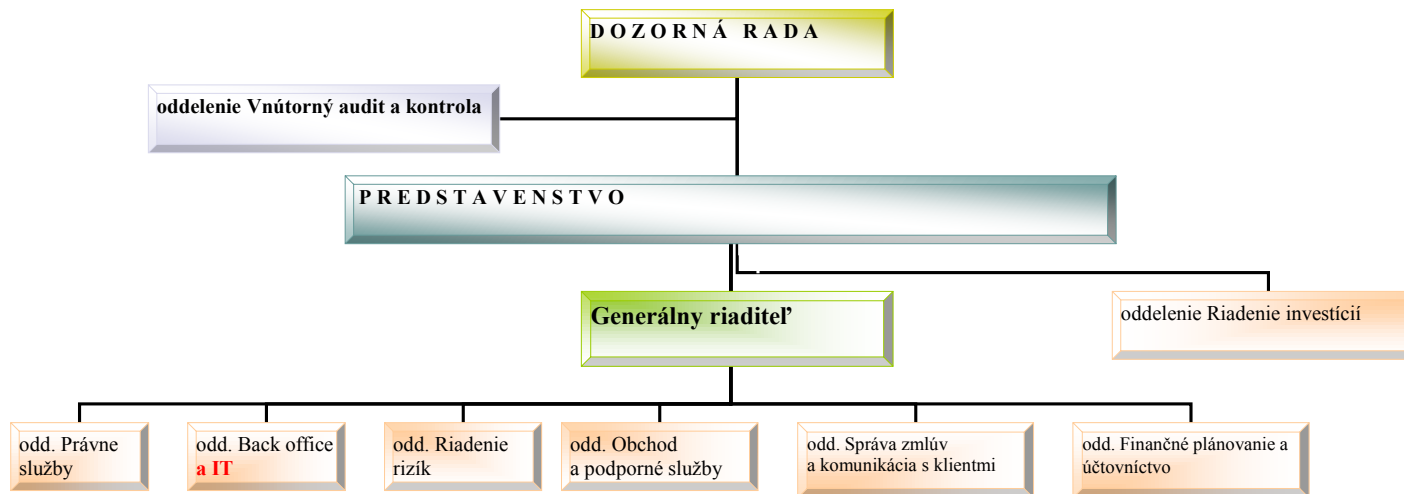 D O Z O R N Á   R A D A
oddelenie Vnútorný audit a kontrola
P R E D S T A V E N S T V O
Generálny riaditeľ
oddelenie Riadenie investícií
odd. Právne
služby
odd. Back office
a IT
odd. Riadenie
rizík
odd. Obchod
a podporné služby
odd. Správa zmlúv
a komunikácia s klientmi
odd. Finančné plánovanie a
účtovníctvo